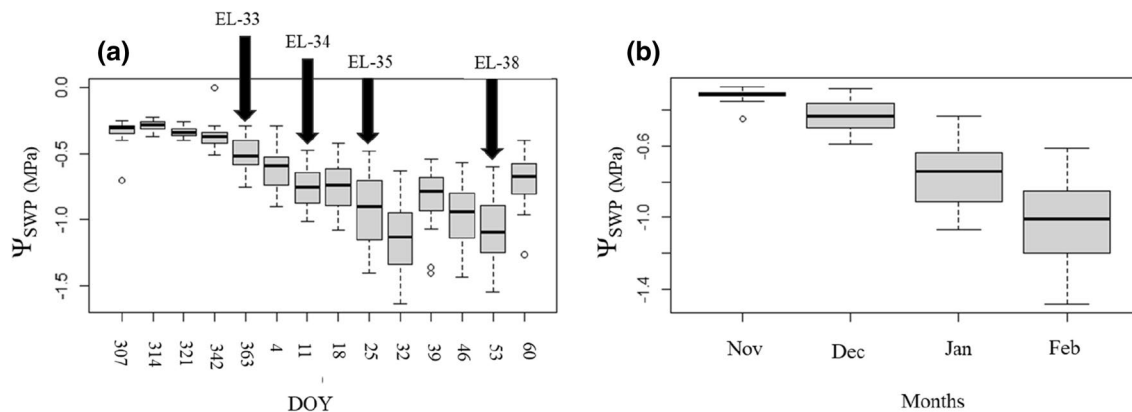 EL-33
EL-34
EL-35
EL-38
(a)
Ψ SWP (MPa)
0.0
-0.5
-1.0
-1.5
307 314 321 342 363 4 11 18 25 32 39 46 53 60
DOY
(b)
Ψ SWP (MPa)
-0.6
-1.0
-1.4
Nov Dec Jan Feb
Months